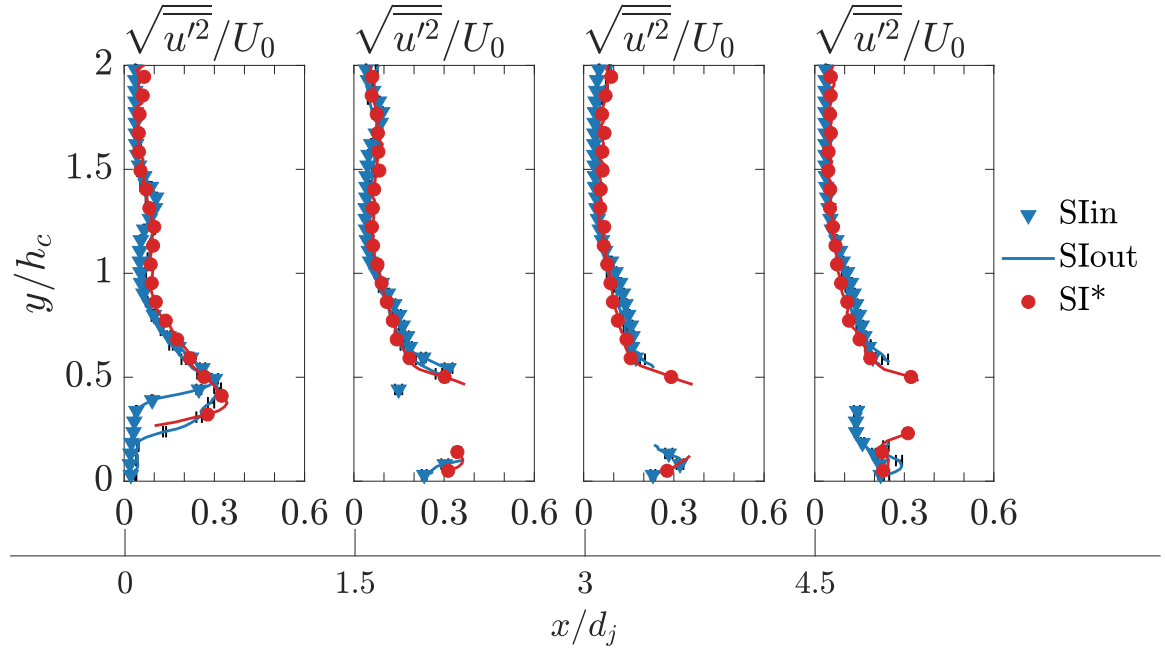 √u′²/U₀ √u′²/U₀ √u′²/U₀ √u′²/U₀
2
1.5
1
0.5
0
y/h_c
0 0.3 0.6 0 0.3 0.6 0 0.3 0.6 0 0.3 0.6
SIin
SIout
SI*
0 1.5 3 4.5
x/d_j